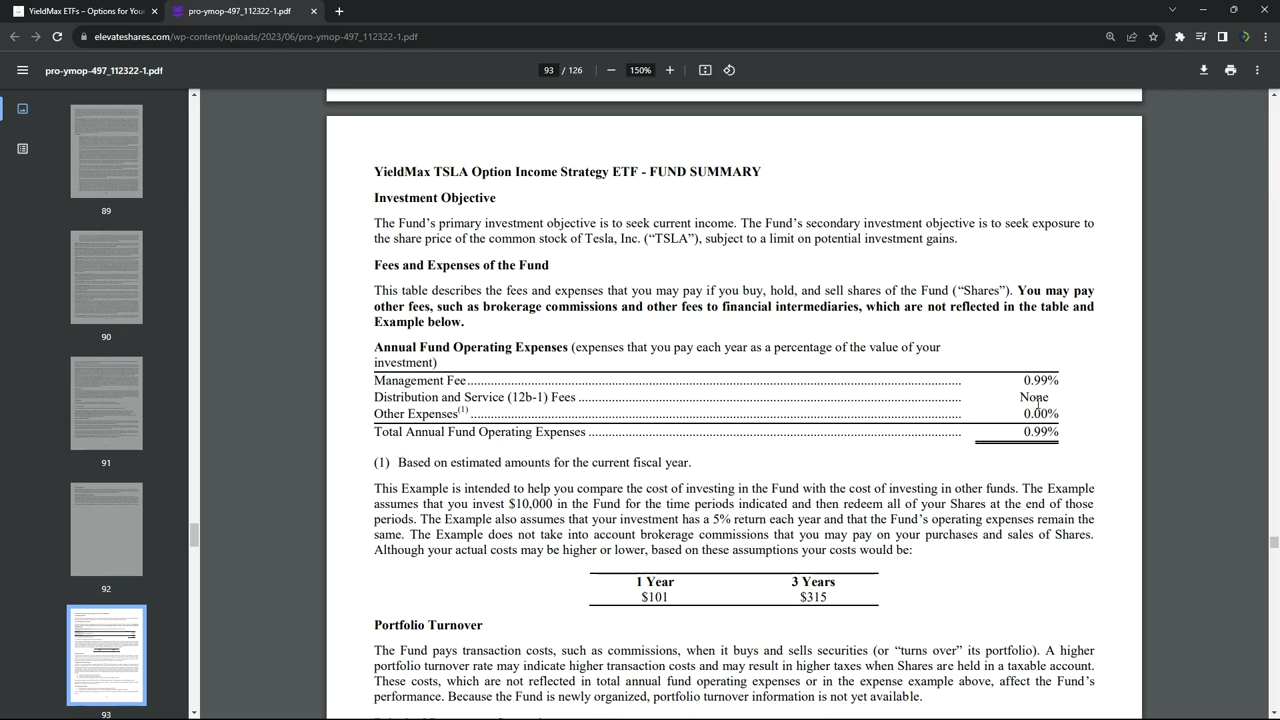 YieldMax ETFs – Options for Your
pro-ymop-497_112322-1.pdf
elevateshares.com/wp-content/uploads/2023/06/pro-ymop-497_112322-1.pdf
pro-ymop-497_112322-1.pdf
93 / 126
150%
89
90
91
92
93
YieldMax TSLA Option Income Strategy ETF - FUND SUMMARY
Investment Objective
The Fund's primary investment objective is to seek current income. The Fund's secondary investment objective is to seek exposure to
the share price of the common stock of Tesla, Inc. ("TSLA"), subject to a limit on potential investment gains.
Fees and Expenses of the Fund
This table describes the fees and expenses that you may pay if you buy, hold, and sell shares of the Fund ("Shares"). You may pay
other fees, such as brokerage commissions and other fees to financial intermediaries, which are not reflected in the table and
Example below.
Annual Fund Operating Expenses (expenses that you pay each year as a percentage of the value of your
investment)
Management Fee 0.99%
Distribution and Service (12b-1) Fees None
Other Expenses(1) 0.00%
Total Annual Fund Operating Expenses 0.99%
(1) Based on estimated amounts for the current fiscal year.
This Example is intended to help you compare the cost of investing in the Fund with the cost of investing in other funds. The Example
assumes that you invest $10,000 in the Fund for the time periods indicated and then redeem all of your Shares at the end of those
periods. The Example also assumes that your investment has a 5% return each year and that the Fund's operating expenses remain the
same. The Example does not take into account brokerage commissions that you may pay on your purchases and sales of Shares.
Although your actual costs may be higher or lower, based on these assumptions your costs would be:
1 Year 3 Years
$101 $315
Portfolio Turnover
The Fund pays transaction costs, such as commissions, when it buys and sells securities (or "turns over" its portfolio). A higher
portfolio turnover rate may indicate higher transaction costs and may result in higher taxes when Shares are held in a taxable account.
These costs, which are not reflected in total annual fund operating expenses or in the expense example above, affect the Fund's
performance. Because the Fund is newly organized, portfolio turnover information is not yet available.